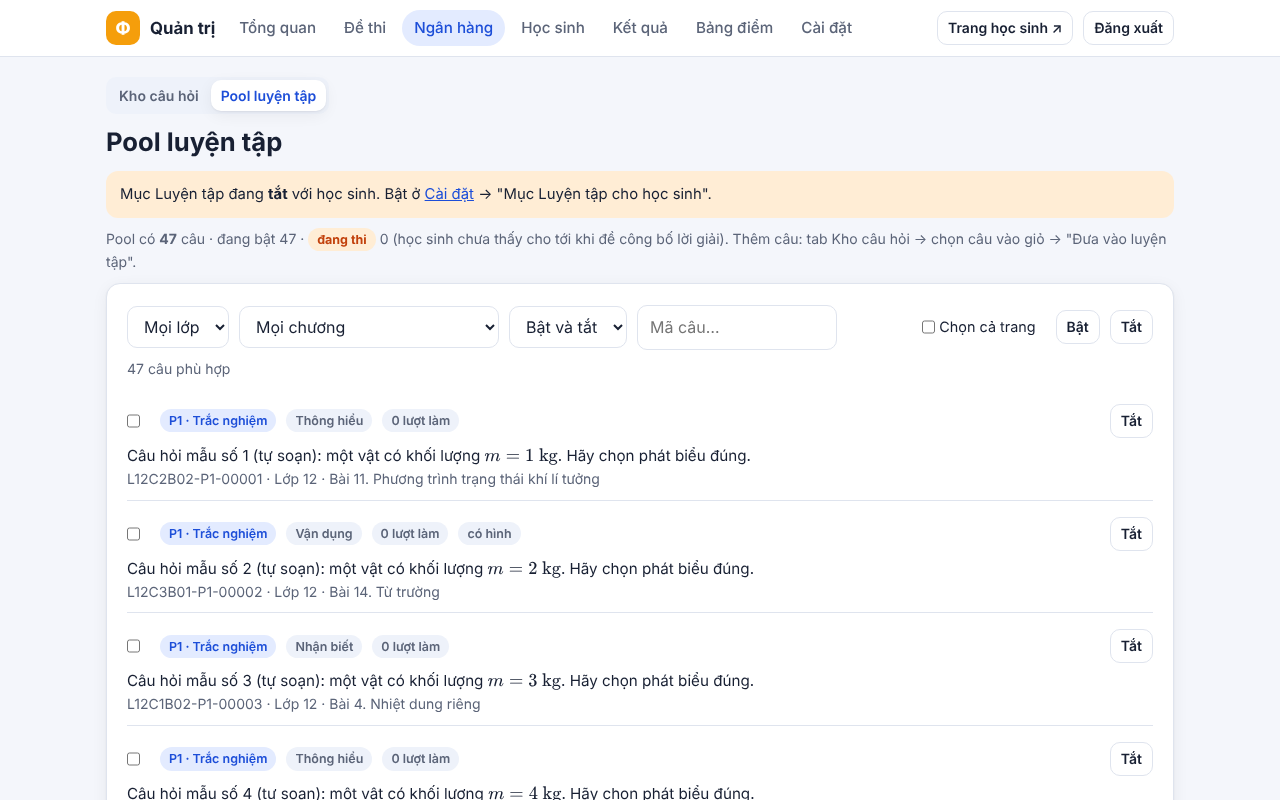 Φ Quản trị Tổng quan Đề thi Ngân hàng Học sinh Kết quả Bảng điểm Cài đặt Trang học sinh ↗ Đăng xuất
Kho câu hỏi Pool luyện tập
Pool luyện tập
Mục Luyện tập đang tắt với học sinh. Bật ở Cài đặt → "Mục Luyện tập cho học sinh".
Pool có 47 câu · đang bật 47 · đang thi 0 (học sinh chưa thấy cho tới khi đề công bố lời giải). Thêm câu: tab Kho câu hỏi → chọn câu vào giỏ → "Đưa vào luyện
tập".
Mọi lớp Mọi chương Bật và tắt Mã câu... Chọn cả trang Bật Tắt
47 câu phù hợp
P1 · Trắc nghiệm Thông hiểu 0 lượt làm Tắt
Câu hỏi mẫu số 1 (tự soạn): một vật có khối lượng m = 1 kg. Hãy chọn phát biểu đúng.
L12C2B02-P1-00001 · Lớp 12 · Bài 11. Phương trình trạng thái khí lí tưởng
P1 · Trắc nghiệm Vận dụng 0 lượt làm có hình Tắt
Câu hỏi mẫu số 2 (tự soạn): một vật có khối lượng m = 2 kg. Hãy chọn phát biểu đúng.
L12C3B01-P1-00002 · Lớp 12 · Bài 14. Từ trường
P1 · Trắc nghiệm Nhận biết 0 lượt làm Tắt
Câu hỏi mẫu số 3 (tự soạn): một vật có khối lượng m = 3 kg. Hãy chọn phát biểu đúng.
L12C1B02-P1-00003 · Lớp 12 · Bài 4. Nhiệt dung riêng
P1 · Trắc nghiệm Thông hiểu 0 lượt làm Tắt
Câu hỏi mẫu số 4 (tự soạn): một vật có khối lượng m = 4 kg. Hãy chọn phát biểu đúng.